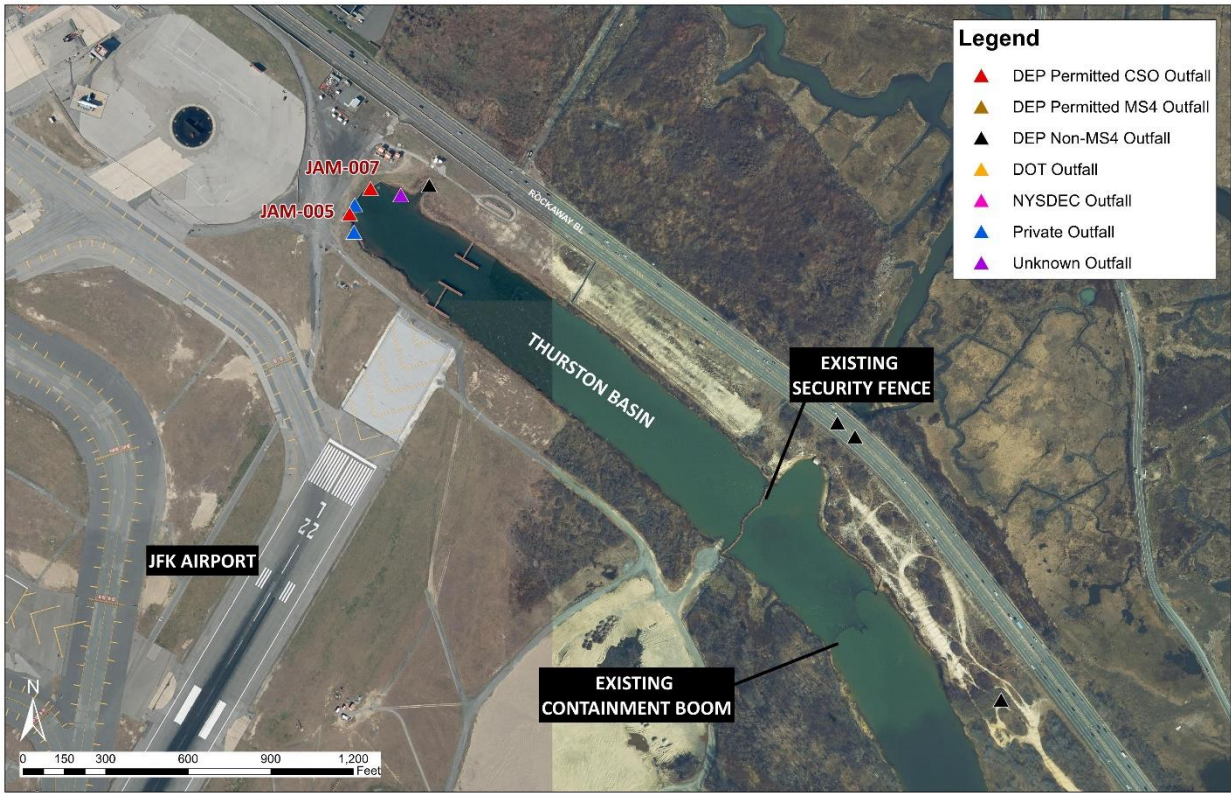 Legend
DEP Permitted CSO Outfall
DEP Permitted MS4 Outfall
DEP Non-MS4 Outfall
DOT Outfall
NYSDEC Outfall
Private Outfall
Unknown Outfall
JAM-007
JAM-005
ROCKAWAY BL
THURSTON BASIN
EXISTING
SECURITY FENCE
JFK AIRPORT
22
EXISTING
CONTAINMENT BOOM
N
0 150 300 600 900 1,200
Feet